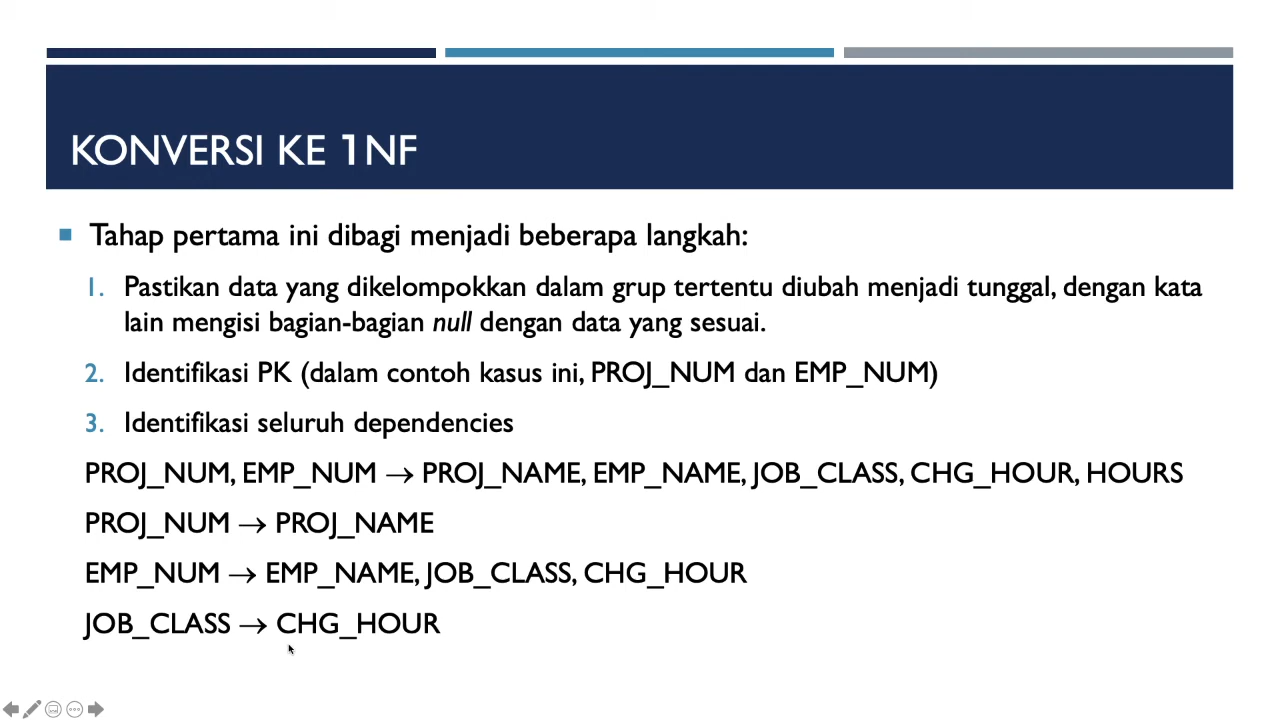 KONVERSI KE 1NF
Tahap pertama ini dibagi menjadi beberapa langkah:
1. Pastikan data yang dikelompokkan dalam grup tertentu diubah menjadi tunggal, dengan kata
lain mengisi bagian-bagian null dengan data yang sesuai.
2. Identifikasi PK (dalam contoh kasus ini, PROJ_NUM dan EMP_NUM)
3. Identifikasi seluruh dependencies
PROJ_NUM, EMP_NUM → PROJ_NAME, EMP_NAME, JOB_CLASS, CHG_HOUR, HOURS
PROJ_NUM → PROJ_NAME
EMP_NUM → EMP_NAME, JOB_CLASS, CHG_HOUR
JOB_CLASS → CHG_HOUR